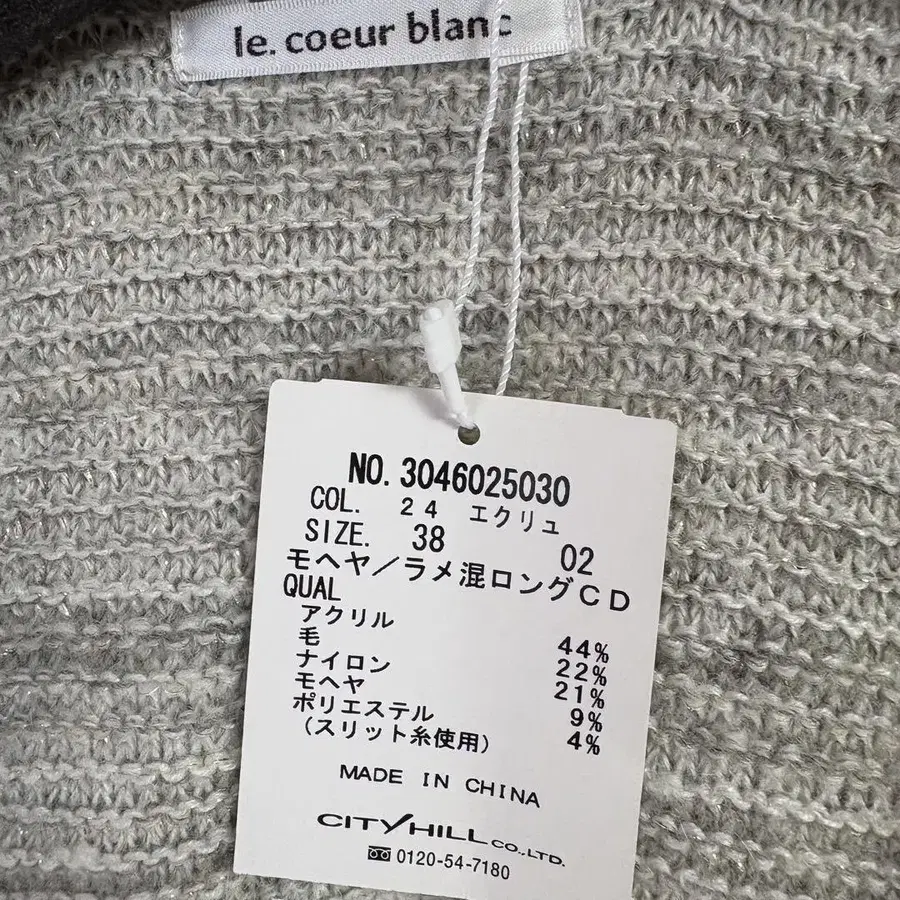 le. coeur blanc
NO. 3046025030
COL. 24 エクリュ
SIZE. 38 02
モヘヤ/ラメ混ロングCD
QUAL
アクリル 44%
毛 22%
ナイロン 21%
モヘヤ 9%
ポリエステル 4%
(スリット糸使用)
MADE IN CHINA
CITY HILL CO., LTD.
0120-54-7180